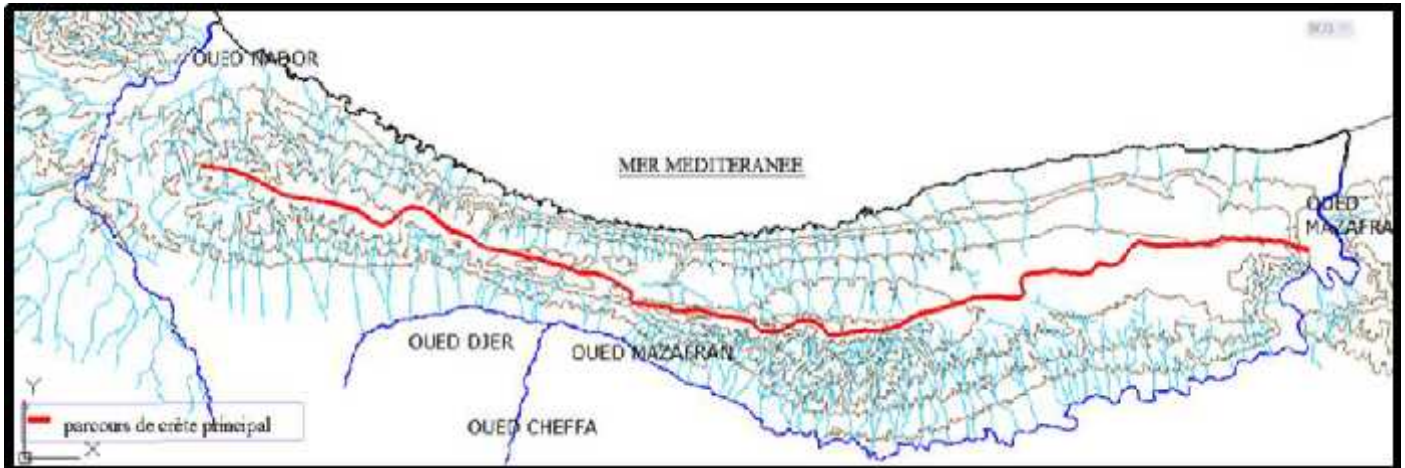 OUED NADOR
MER MEDITERANEE
OUED
MAZAFRA
OUED DJER
OUED MAZAFRAN
OUED CHEFFA
Y
parcours de crête principal
X